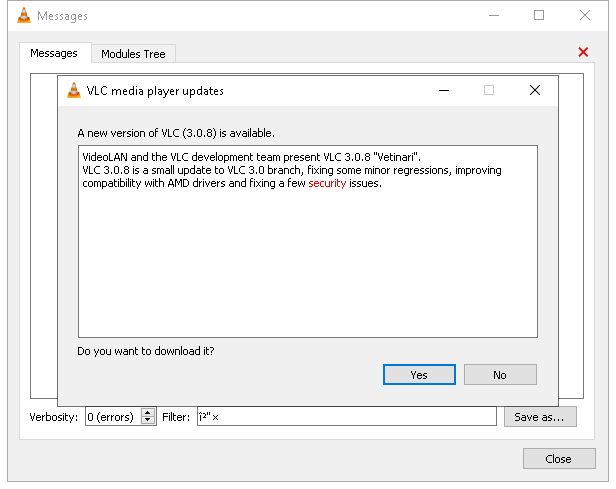 Messages
Messages
Modules Tree
VLC media player updates
A new version of VLC (3.0.8) is available.
VideoLAN and the VLC development team present VLC 3.0.8 "Vetinari".
VLC 3.0.8 is a small update to VLC 3.0 branch, fixing some minor regressions, improving
compatibility with AMD drivers and fixing a few security issues.
Do you want to download it?
Yes
No
Verbosity:
0 (errors)
Filter:
î²"×
Save as...
Close